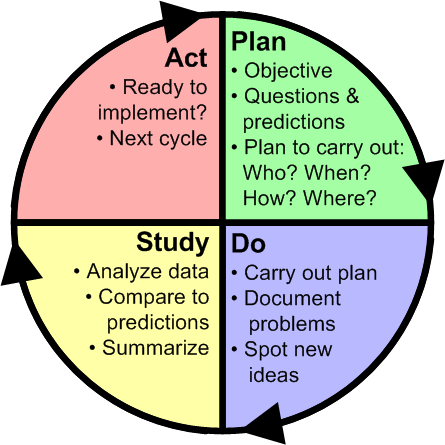 Act
• Ready to
implement?
• Next cycle
Plan
• Objective
• Questions &
predictions
• Plan to carry out:
Who? When?
How? Where?
Study
• Analyze data
• Compare to
predictions
• Summarize
Do
• Carry out plan
• Document
problems
• Spot new
ideas